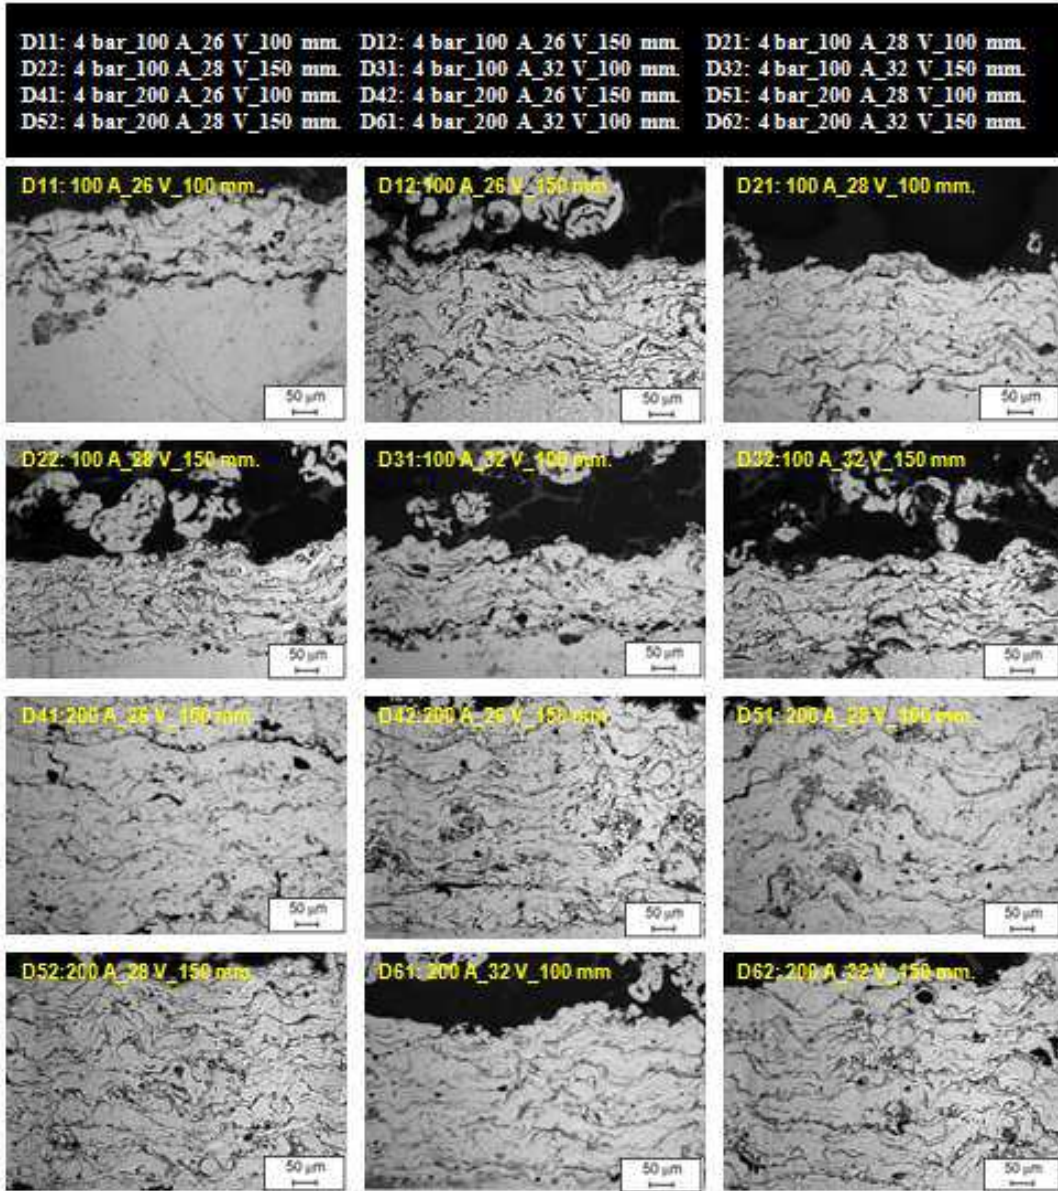 D11: 4 bar_100 A_26 V_100 mm. D12: 4 bar_100 A_26 V_150 mm. D21: 4 bar_100 A_28 V_100 mm.
D22: 4 bar_100 A_28 V_150 mm. D31: 4 bar_100 A_32 V_100 mm. D32: 4 bar_100 A_32 V_150 mm.
D41: 4 bar_200 A_26 V_100 mm. D42: 4 bar_200 A_26 V_150 mm. D51: 4 bar_200 A_28 V_100 mm.
D52: 4 bar_200 A_28 V_150 mm. D61: 4 bar_200 A_32 V_100 mm. D62: 4 bar_200 A_32 V_150 mm.
D11: 100 A_26 V_100 mm.
D12:100 A_26 V_150 mm.
D21: 100 A_28 V_100 mm.
50 µm
50 µm
50 µm
D22: 100 A_28 V_150 mm.
D31:100 A_32 V_100 mm.
D32:100 A_32 V_150 mm
50 µm
50 µm
50 µm
D41:200 A_26 V_150 mm
D42:200 A_26 V_150 mm.
D51: 200 A_28 V_100 mm.
50 µm
50 µm
50 µm
D52:200 A_28 V_150 mm.
D61: 200 A_32 V_100 mm
D62: 200 A_32 V_150 mm.
50 µm
50 µm
50 µm